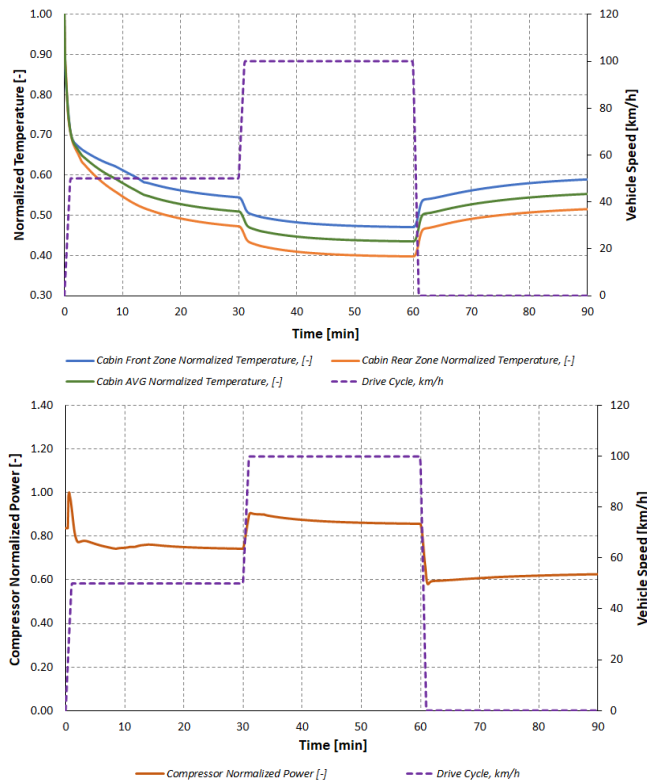 Normalized Temperature [-]
1.00
0.90
0.80
0.70
0.60
0.50
0.40
0.30
120
100
80
60
40
20
0
Vehicle Speed [km/h]
0 10 20 30 40 50 60 70 80 90
Time [min]
Cabin Front Zone Normalized Temperature, [-] Cabin Rear Zone Normalized Temperature, [-]
Cabin AVG Normalized Temperature, [-] Drive Cycle, km/h
Compressor Normalized Power [-]
1.40
1.20
1.00
0.80
0.60
0.40
0.20
0.00
120
100
80
60
40
20
0
Vehicle Speed [km/h]
0 10 20 30 40 50 60 70 80 90
Time [min]
Compressor Normalized Power [-] Drive Cycle, km/h